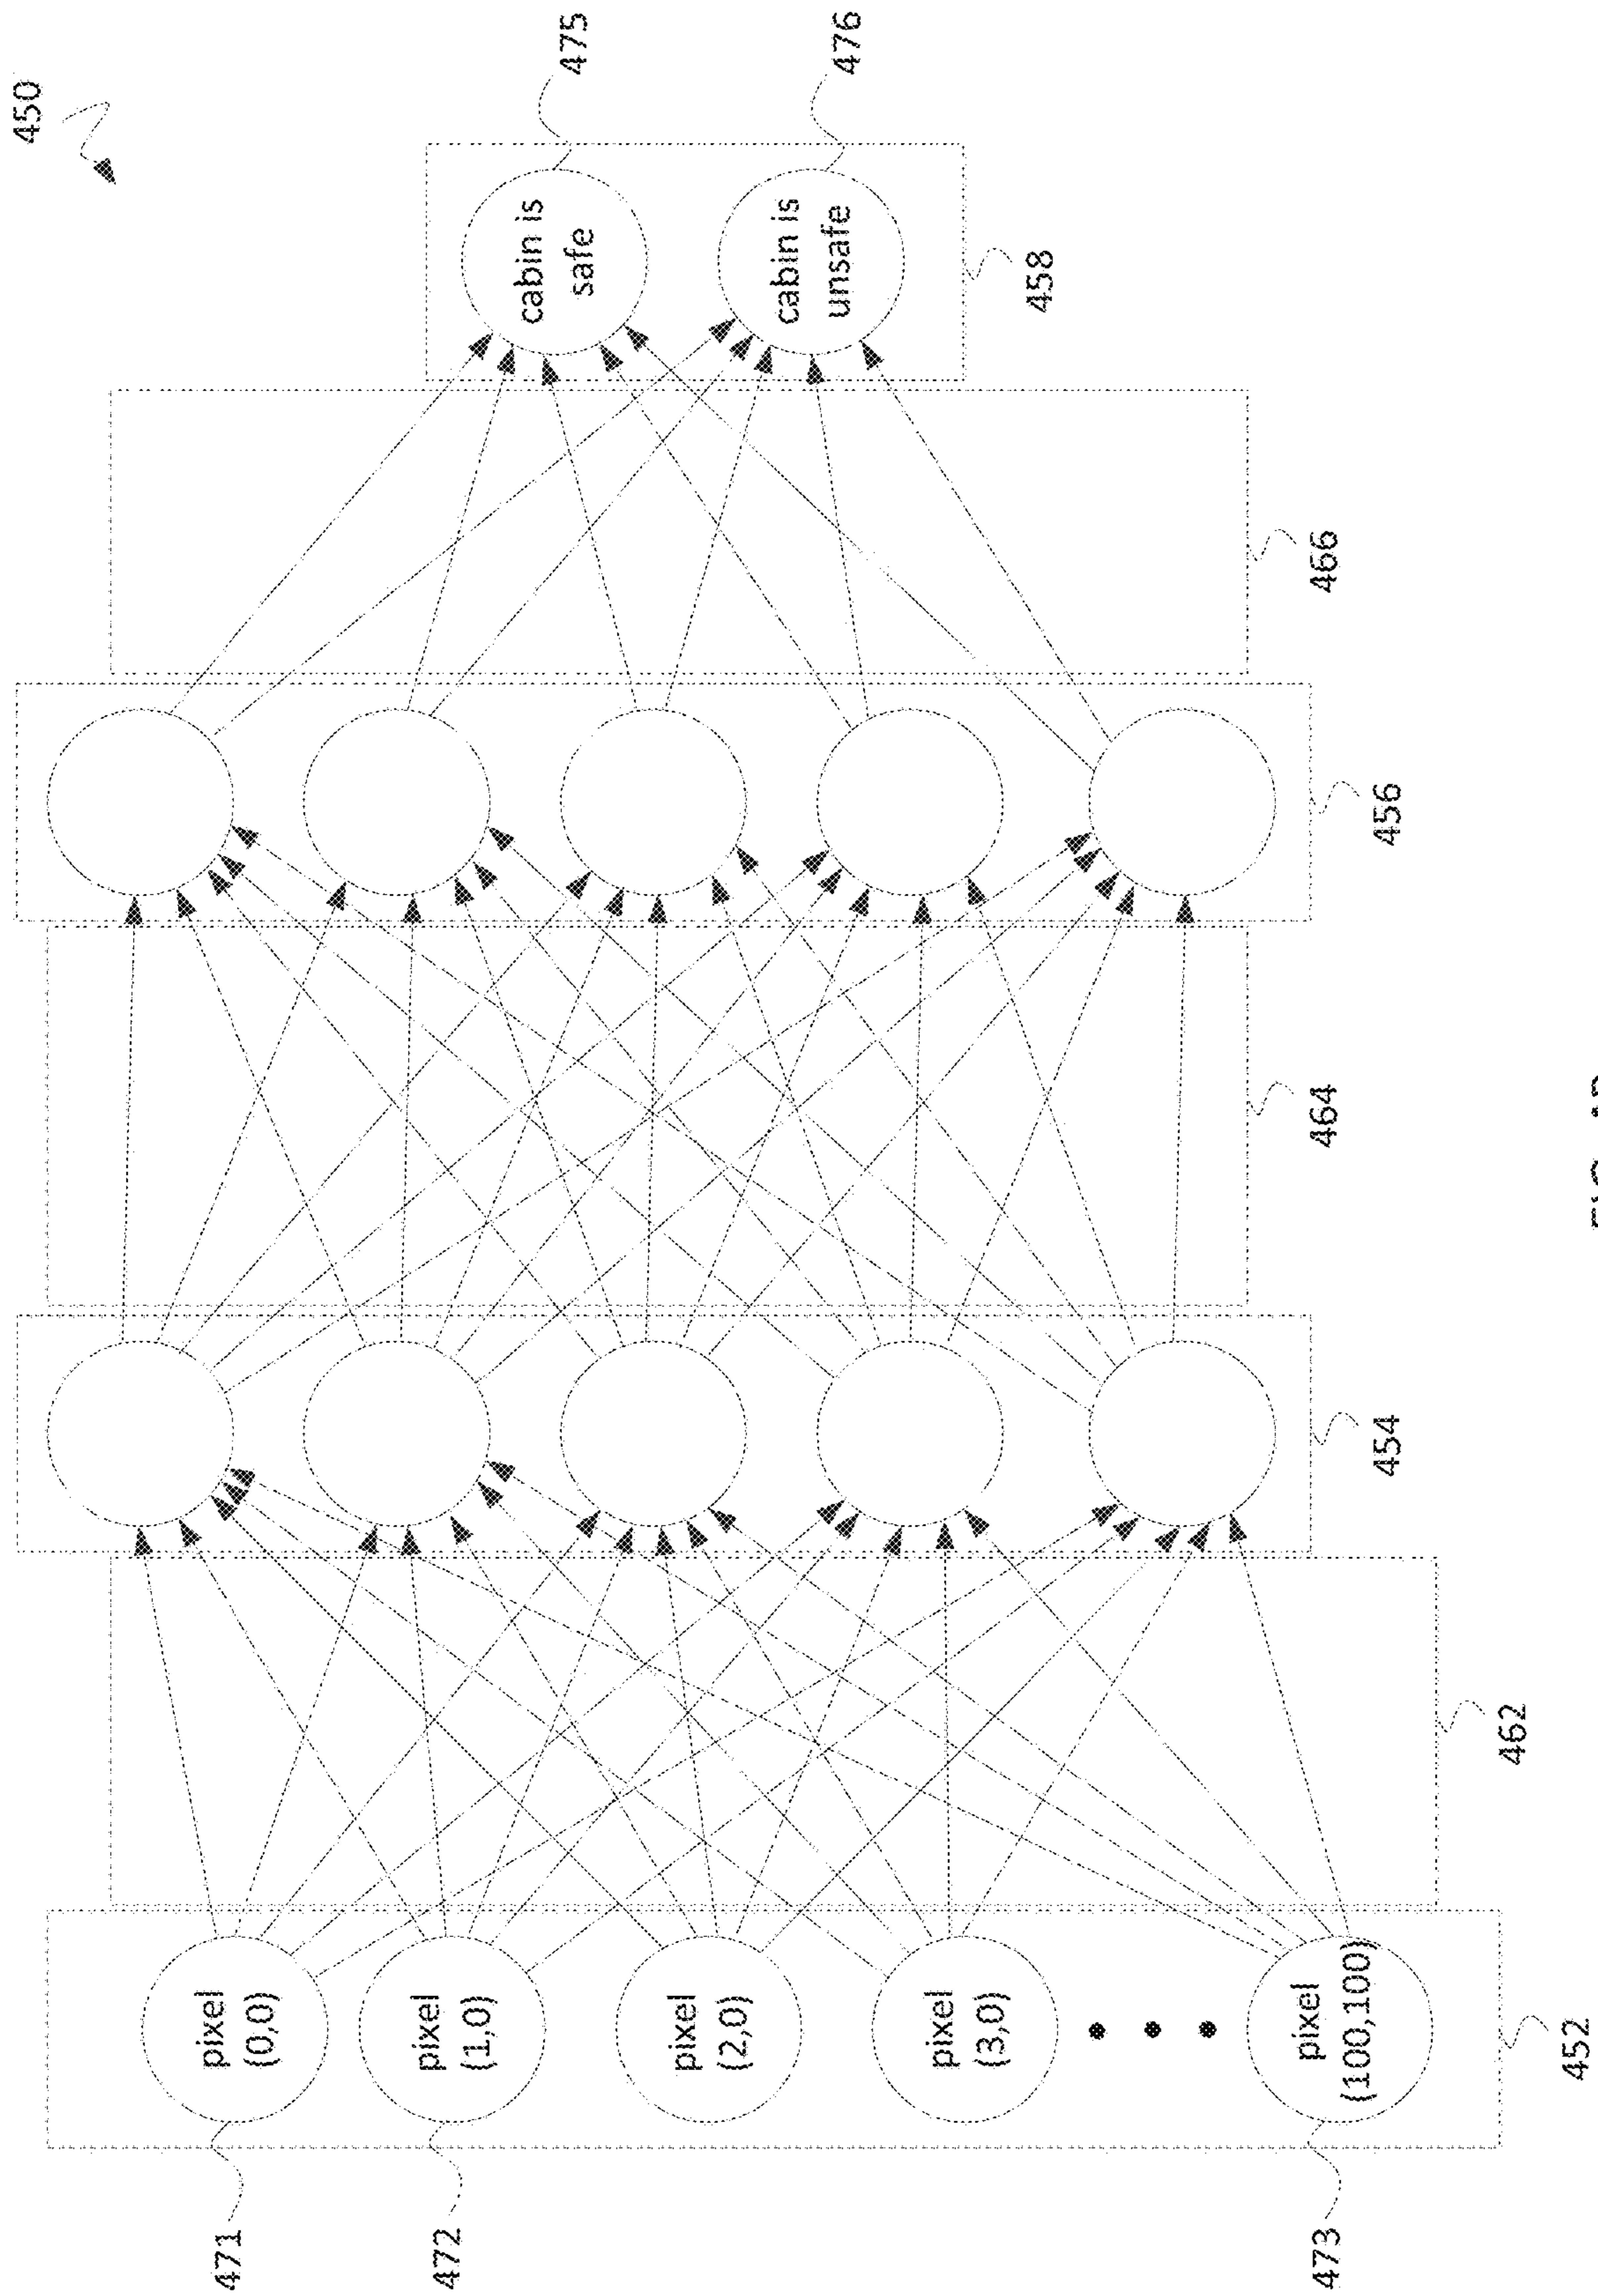 450
475
476
cabin is
safe
cabin is
unsafe
458
466
456
464
454
462
pixel
(0,0)
pixel
(1,0)
pixel
(2,0)
pixel
(3,0)
pixel
(100,100)
452
471
472
473